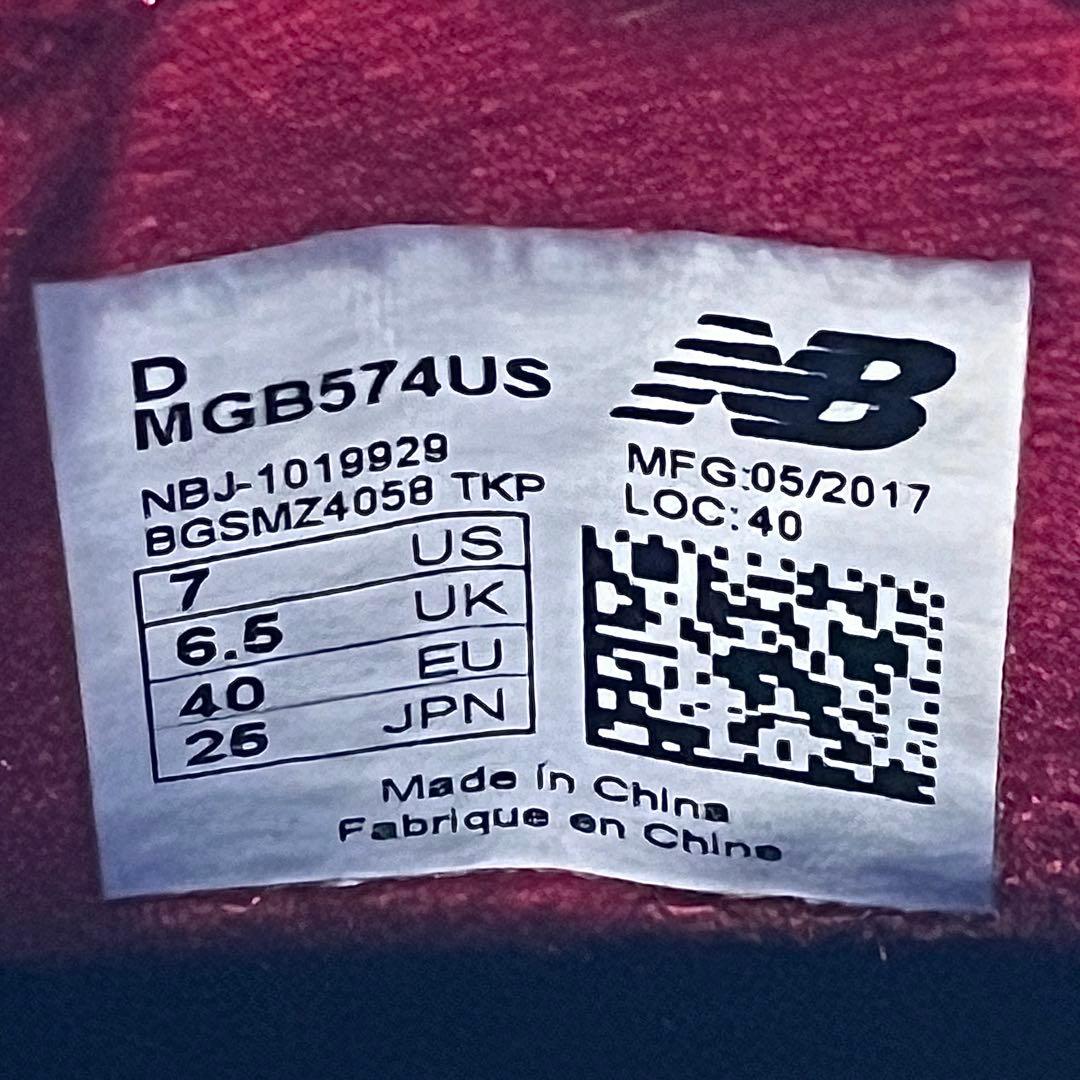 D
MGB574US
NBJ-1019929
BGSMZ4058 TKP
7 US
6.5 UK
40 EU
25 JPN
NB
MFG:05/2017
LOC:40
Made in China
Fabrique en Chine